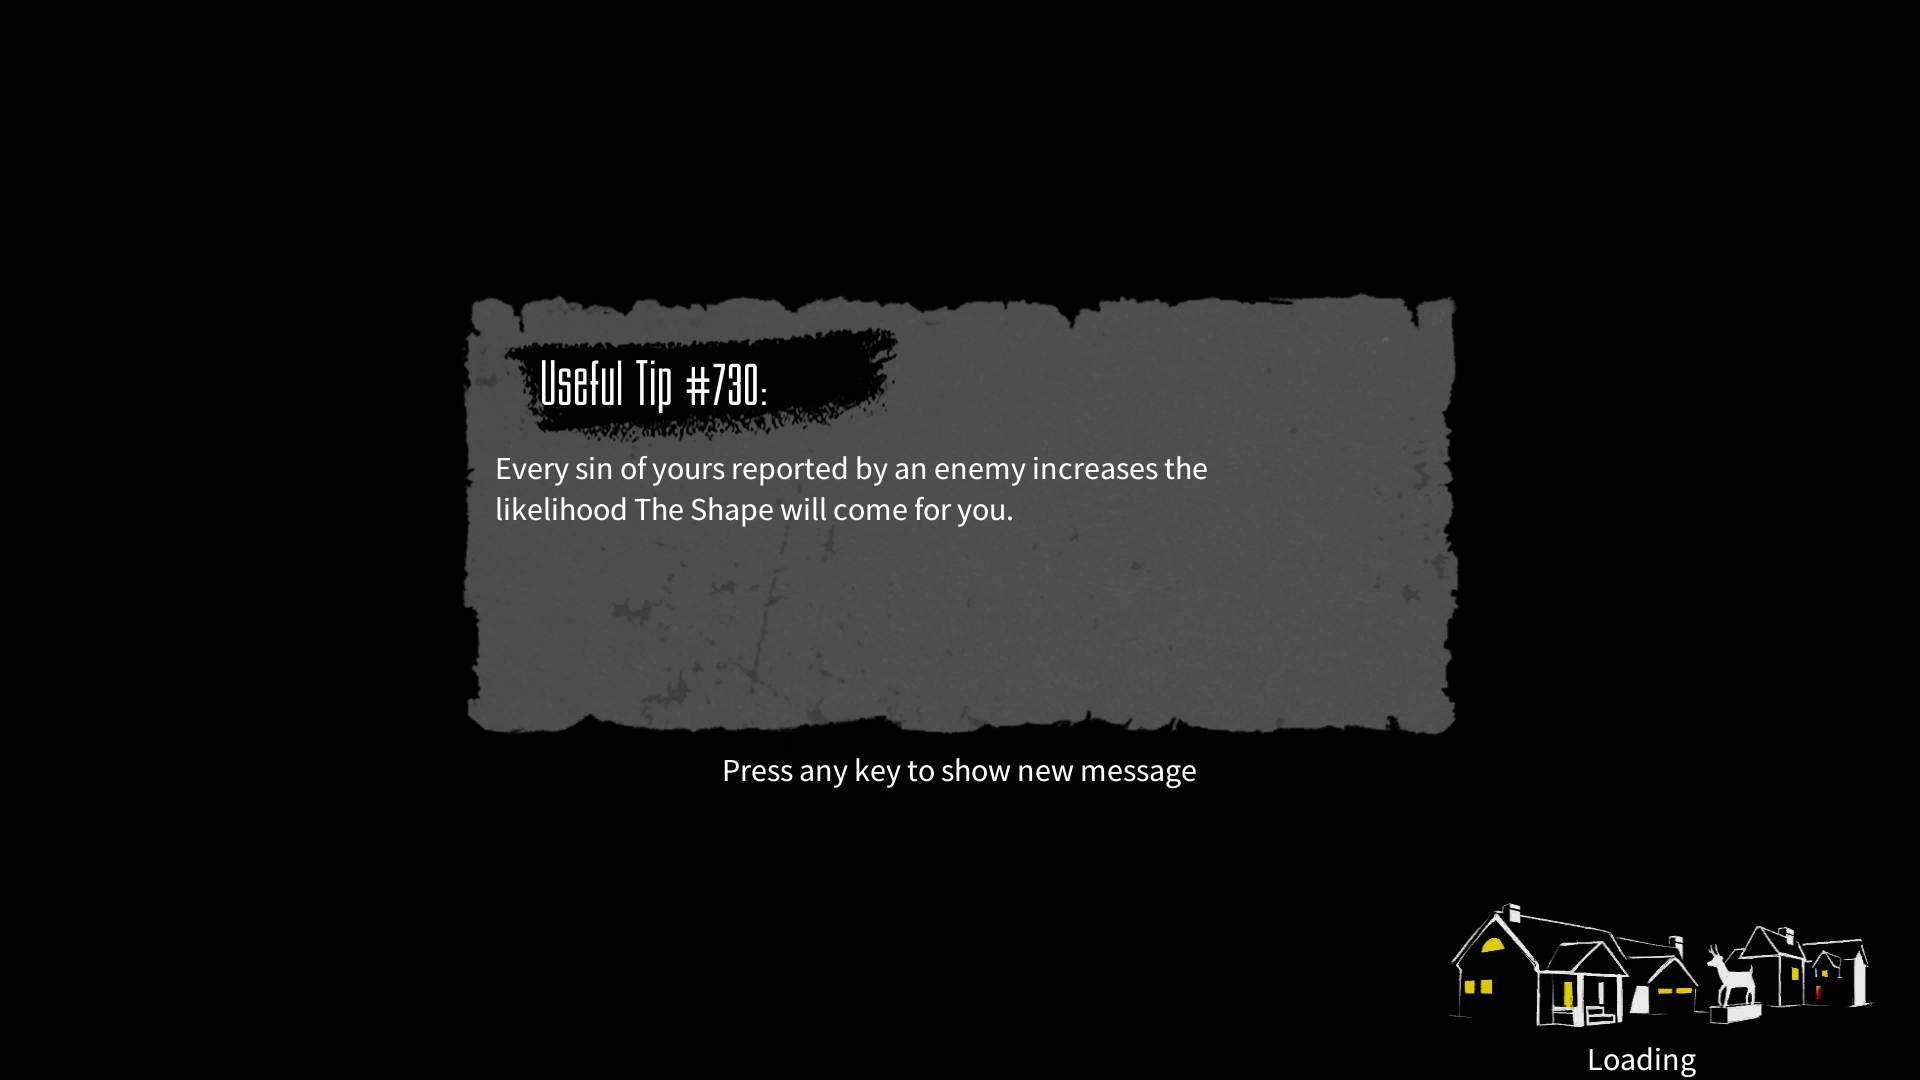 Useful Tip #730:
Every sin of yours reported by an enemy increases the
likelihood The Shape will come for you.
Press any key to show new message
Loading